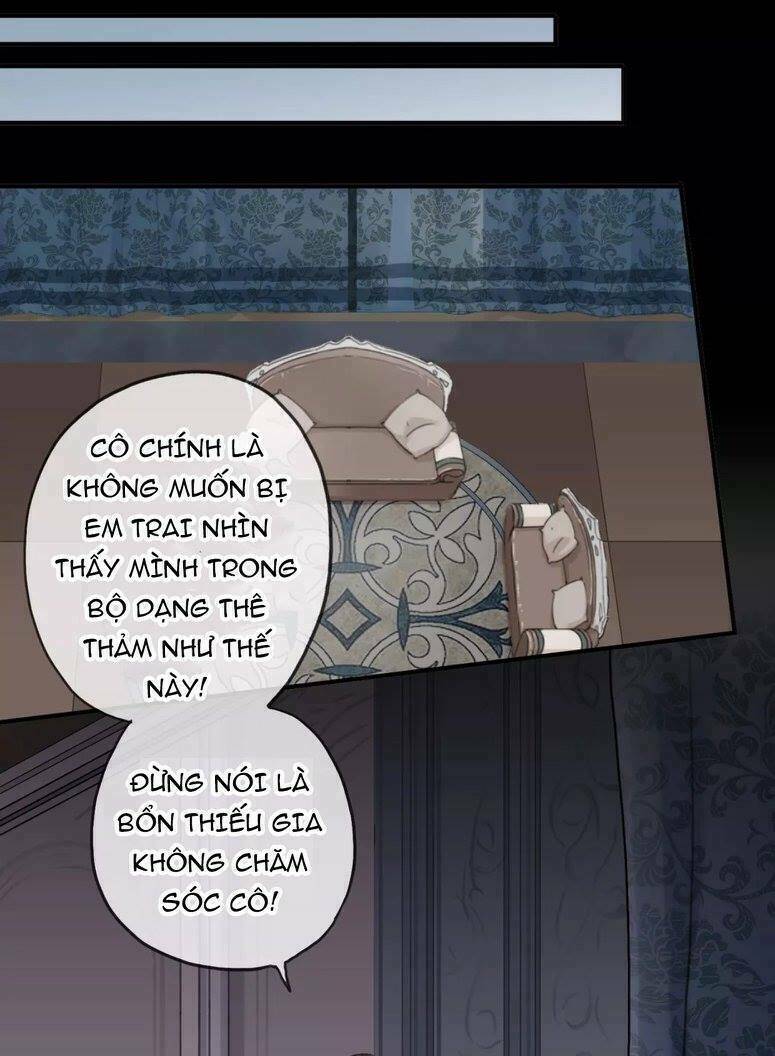 CÔ CHÍNH LÀ
KHÔNG MUỐN BỊ
EM TRAI NHÌN
THẤY MÌNH TRONG
BỘ DẠNG THÊ
THẢM NHƯ THẾ
NÀY!
ĐỪNG NÓI LÀ
BỔN THIẾU GIA
KHÔNG CHĂM
SÓC CÔ!